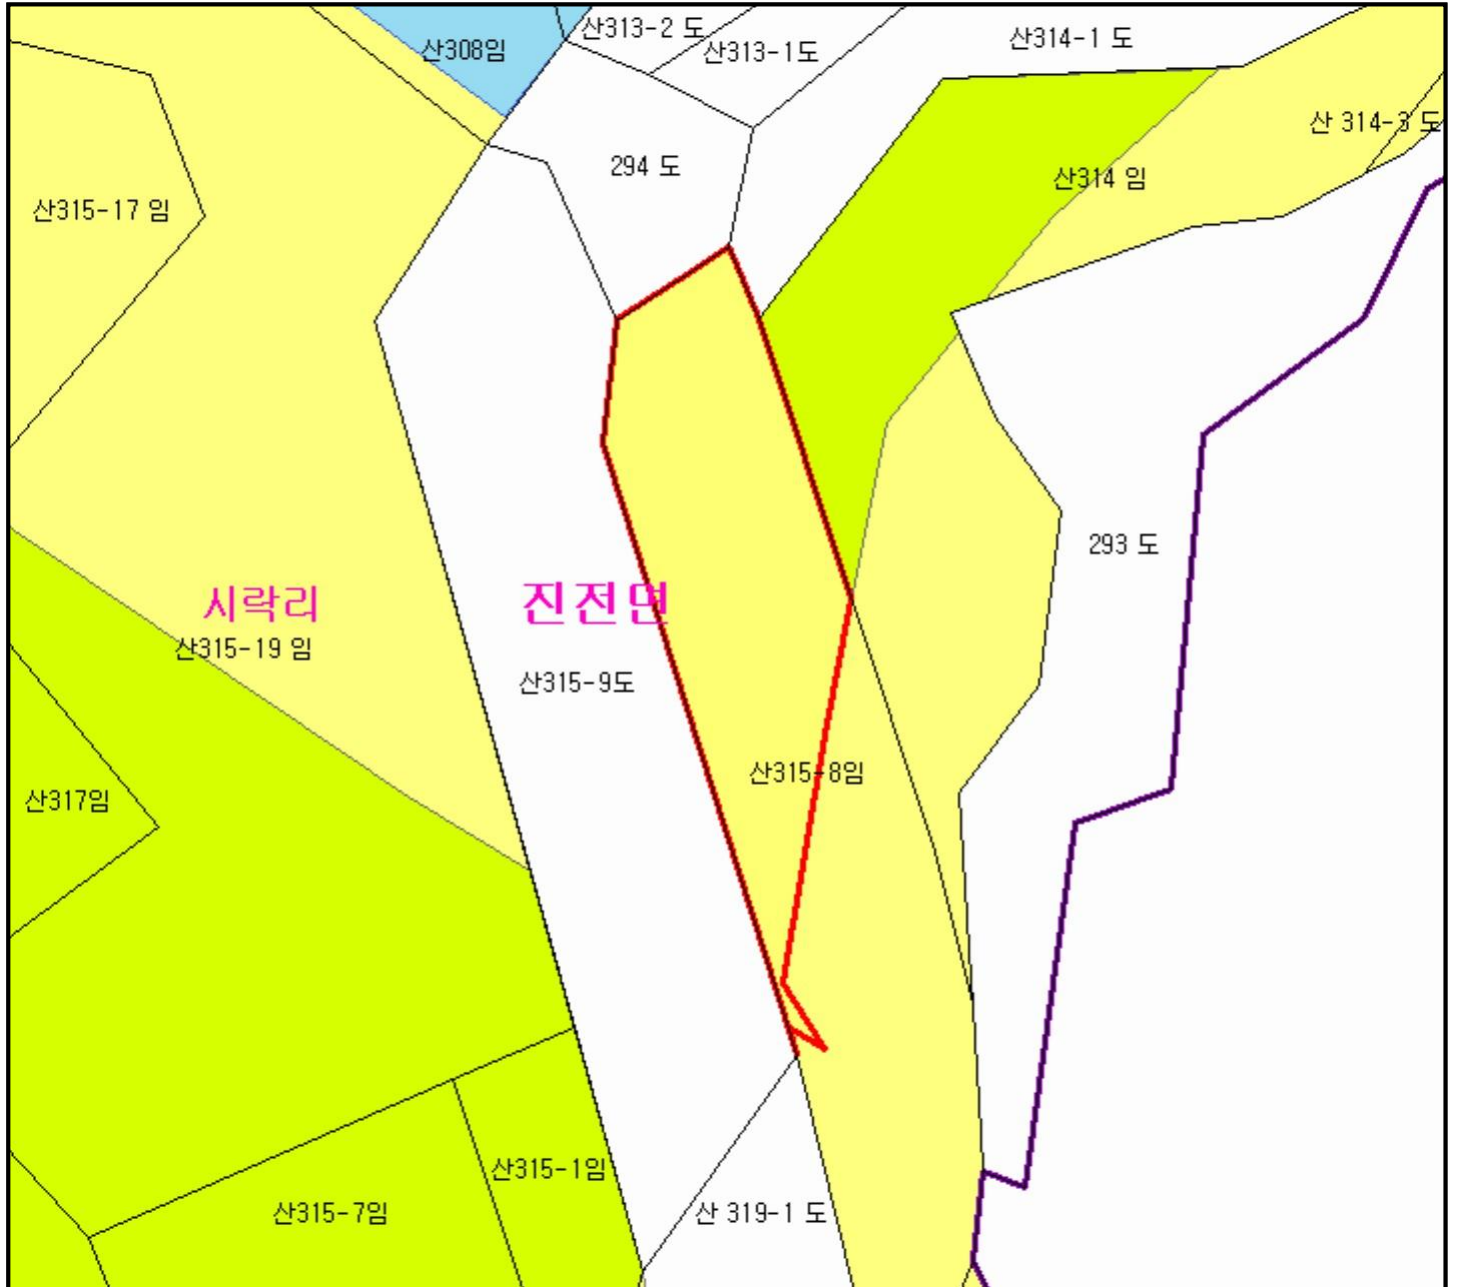 산313-2 도
산308임
산313-1도
산314-1 도
산 314-3 도
294 도
산314 임
산315-17 임
293 도
시락리
진전면
산315-19 임
산315-9도
산315-8임
산317임
산315-1임
산315-7임
산 319-1 도